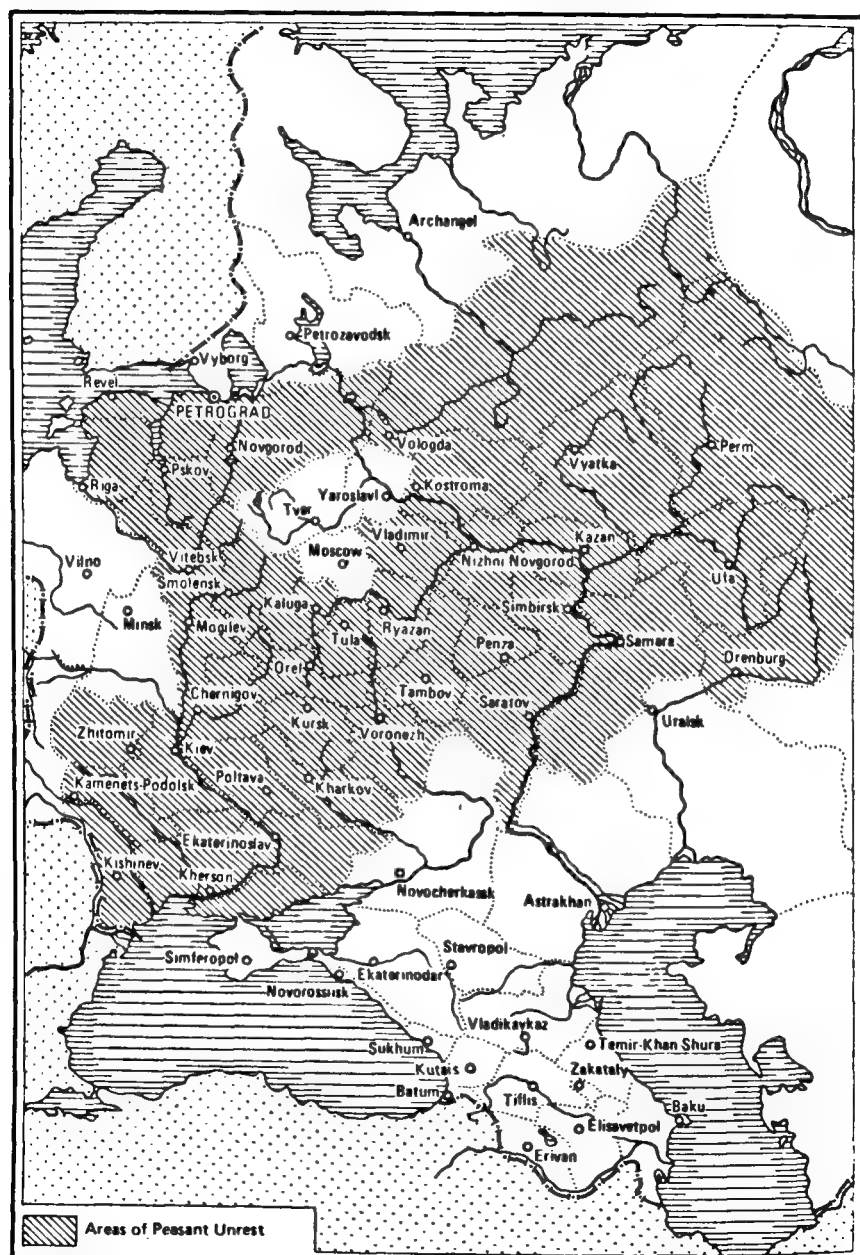 Archangel
Petrozavodsk
Vyborg
Revel
PETROGRAD
Novgorod
Vologda
Perm
Vyatka
Pskov
Riga
Yaroslavl
Kostroma
Tver
Vladimir
Kazan
Moscow
Nizhni Novgorod
Vitebsk
Vilno
Smolensk
Ufa
Minsk
Kaluga
Simbirsk
Mogilev
Tula
Ryazan
Samara
Penza
Orel
Orenburg
Tambov
Chernigov
Saratov
Kursk
Uralsk
Voronezh
Zhitomir
Kiev
Poltava
Kharkov
Kamenets-Podolsk
Ekaterinoslav
Kishinev
Kherson
Novocherkassk
Astrakhan
Stavropol
Simferopol
Ekaterinodar
Novorossiisk
Vladikavkaz
Sukhum
Temir-Khan Shura
Kutais
Zakataly
Batum
Tiflis
Baku
Elisavetpol
Erivan
Areas of Peasant Unrest